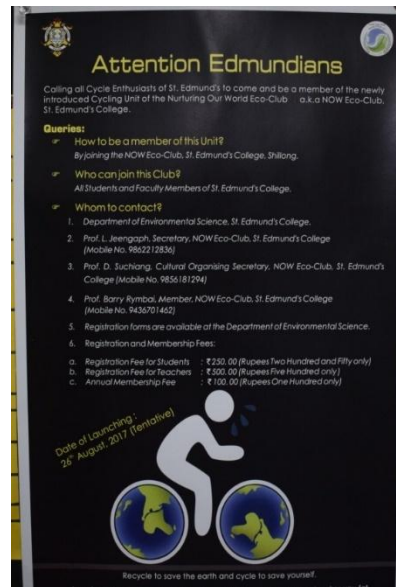 Attention Edmundians
Calling all Cycle Enthusiasts of St. Edmund's to come and be a member of the newly
introduced Cycling Unit of the Nurturing Our World Eco-Club a.k.a NOW Eco-Club,
St. Edmund's College.
Queries:
☞ How to be a member of this Unit?
By joining the NOW Eco-Club, St. Edmund's College, Shillong.
☞ Who can join this Club?
All Students and Faculty Members of St. Edmund's College.
☞ Whom to contact?
1. Department of Environmental Science, St. Edmund's College.
2. Prof. L. Jeengaph, Secretary, NOW Eco-Club, St. Edmund's College
(Mobile No. 9862212836)
3. Prof. D. Suchiang, Cultural Organising Secretary, NOW Eco-Club, St. Edmund's
College (Mobile No. 9856181294)
4. Prof. Barry Rymbai, Member, NOW Eco-Club, St. Edmund's College
(Mobile No. 9436701462)
5. Registration forms are available at the Department of Environmental Science.
6. Registration and Membership Fees:
a. Registration Fee for Students : ₹250.00 (Rupees Two Hundred and Fifty only)
b. Registration Fee for Teachers : ₹500.00 (Rupees Five Hundred only)
c. Annual Membership Fee : ₹100.00 (Rupees One Hundred only)
Date of Launching :
26th August, 2017 (Tentative)
Recycle to save the earth and cycle to save yourself.